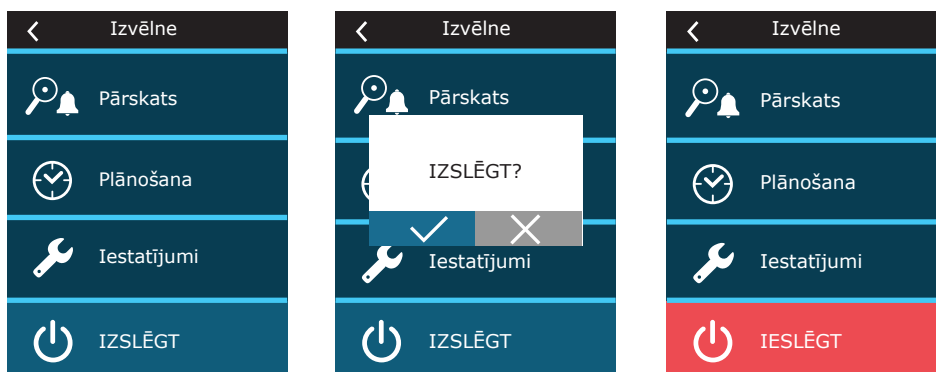 Izvēlne
Pārskats
Plānošana
Iestatījumi
IZSLĒGT
Izvēlne
Pārskats
IZSLĒGT?
Iestatījumi
IZSLĒGT
Izvēlne
Pārskats
Plānošana
Iestatījumi
IESLĒGT